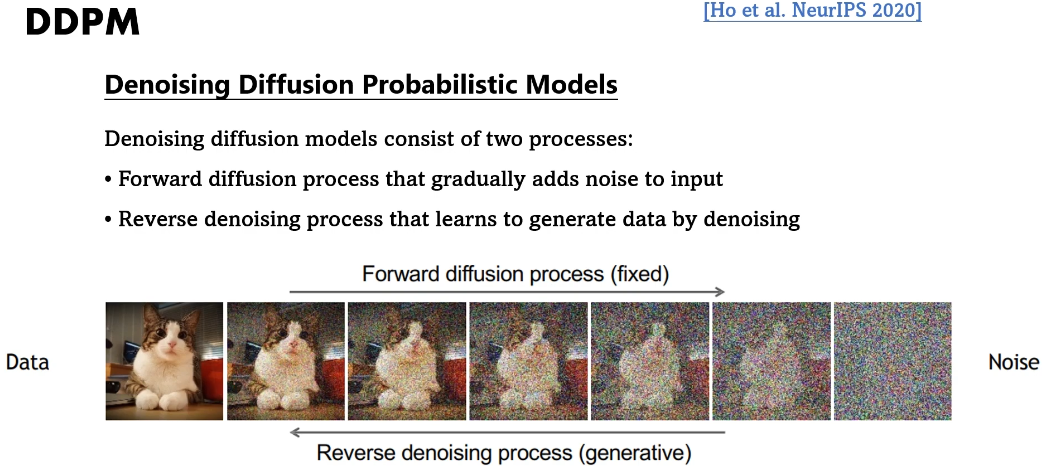 DDPM
[Ho et al. NeurIPS 2020]
Denoising Diffusion Probabilistic Models
Denoising diffusion models consist of two processes:
• Forward diffusion process that gradually adds noise to input
• Reverse denoising process that learns to generate data by denoising
Forward diffusion process (fixed)
Data
Noise
Reverse denoising process (generative)